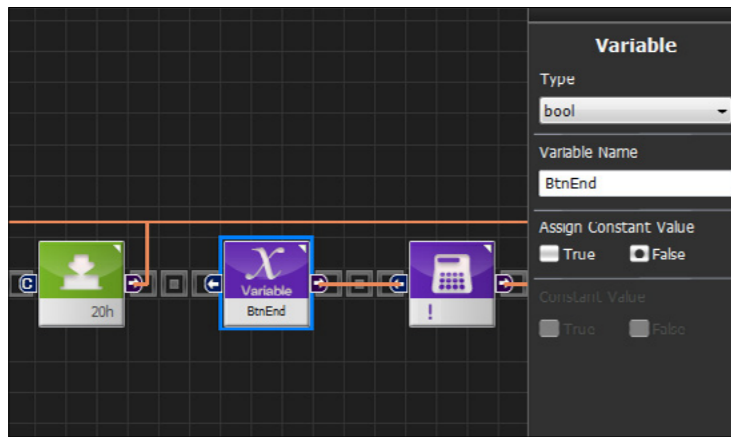 Variable
Type
bool
Variable Name
BtnEnd
Assign Constant Value
True False
Constant Value
True False
C
20h
X
Variable
BtnEnd
!